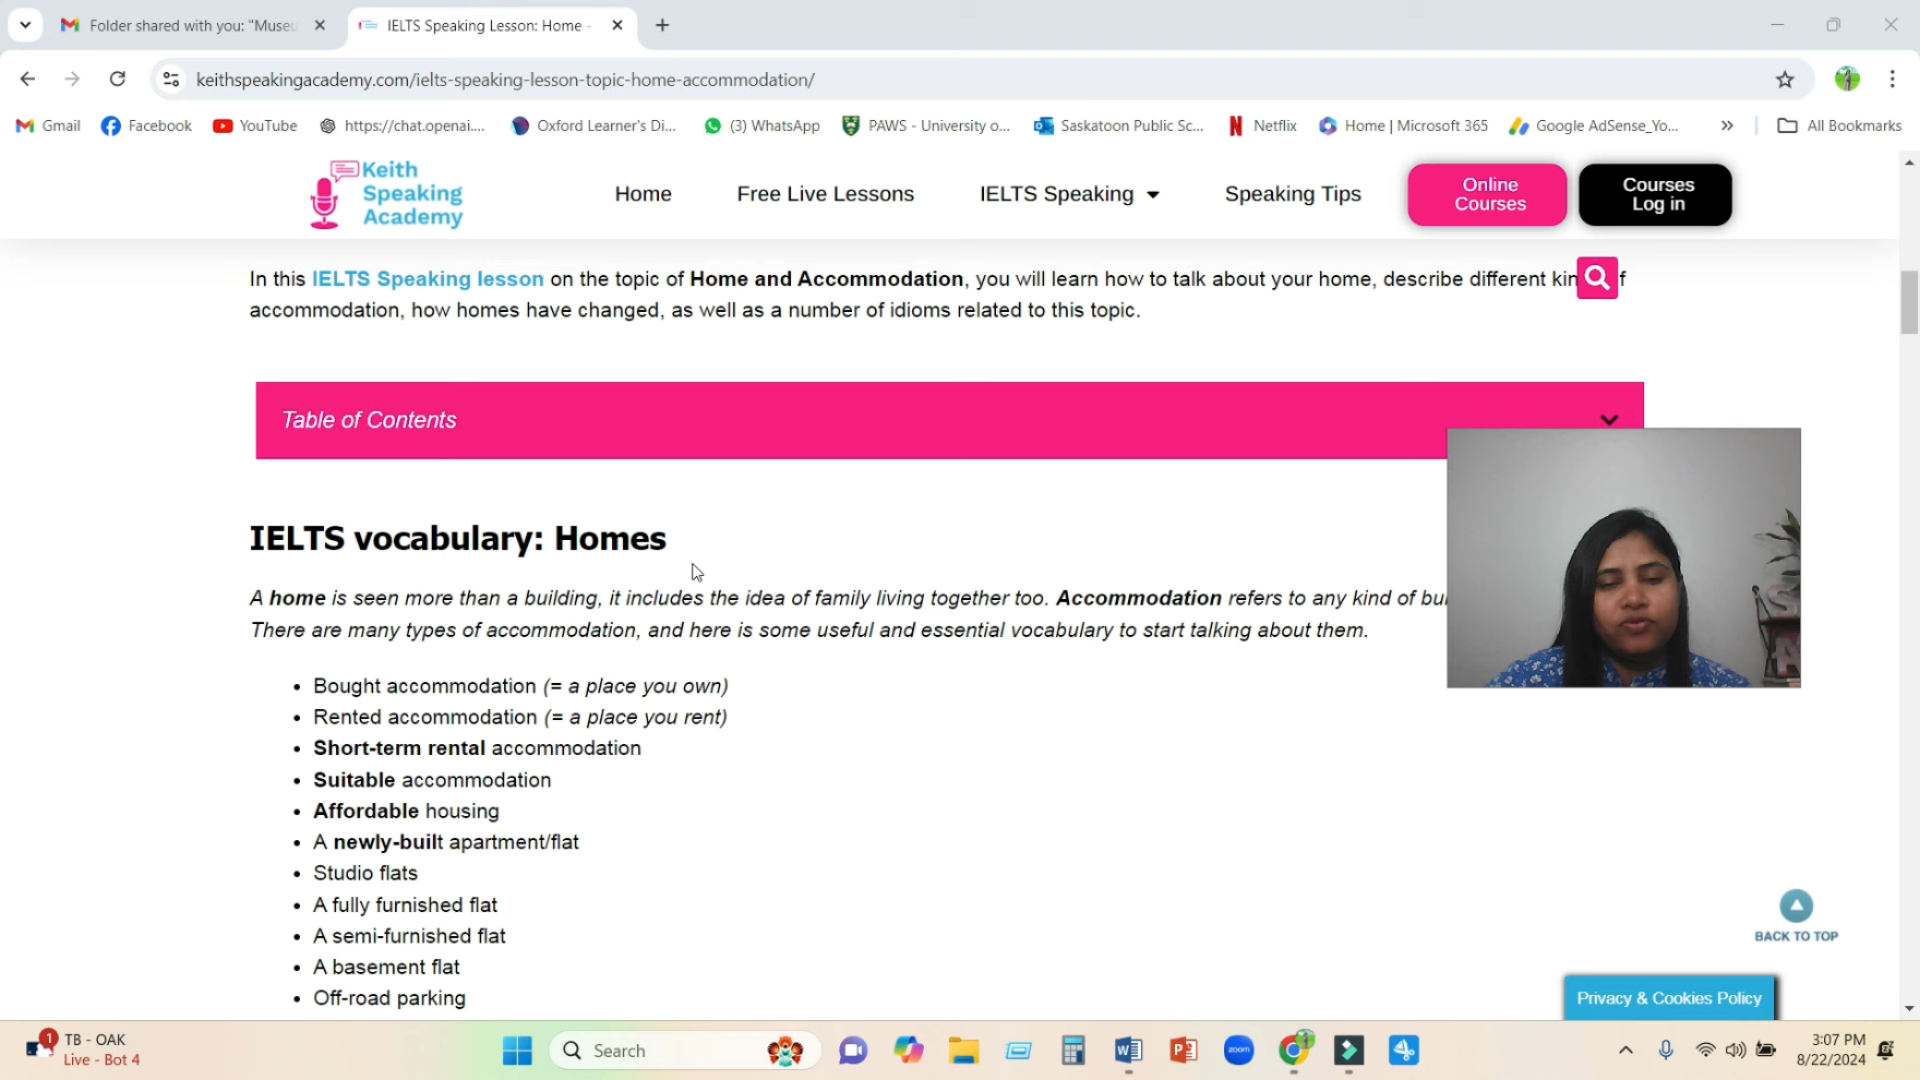 Folder shared with you: "Museu
IELTS Speaking Lesson: Home -
keithspeakingacademy.com/ielts-speaking-lesson-topic-home-accommodation/
Gmail Facebook YouTube https://chat.openai.... Oxford Learner's Di... (3) WhatsApp PAWS - University o... Saskatoon Public Sc... Netflix Home | Microsoft 365 Google AdSense_Yo... » All Bookmarks
Keith
Speaking
Academy
Home Free Live Lessons IELTS Speaking Speaking Tips
Online
Courses
Courses
Log in
In this IELTS Speaking lesson on the topic of Home and Accommodation, you will learn how to talk about your home, describe different kin f
accommodation, how homes have changed, as well as a number of idioms related to this topic.
Table of Contents
IELTS vocabulary: Homes
A home is seen more than a building, it includes the idea of family living together too. Accommodation refers to any kind of bui
There are many types of accommodation, and here is some useful and essential vocabulary to start talking about them.
• Bought accommodation (= a place you own)
• Rented accommodation (= a place you rent)
• Short-term rental accommodation
• Suitable accommodation
• Affordable housing
• A newly-built apartment/flat
• Studio flats
• A fully furnished flat
• A semi-furnished flat
• A basement flat
• Off-road parking
BACK TO TOP
Privacy & Cookies Policy
1
TB - OAK
Live - Bot 4
Search
zoom
3:07 PM
8/22/2024